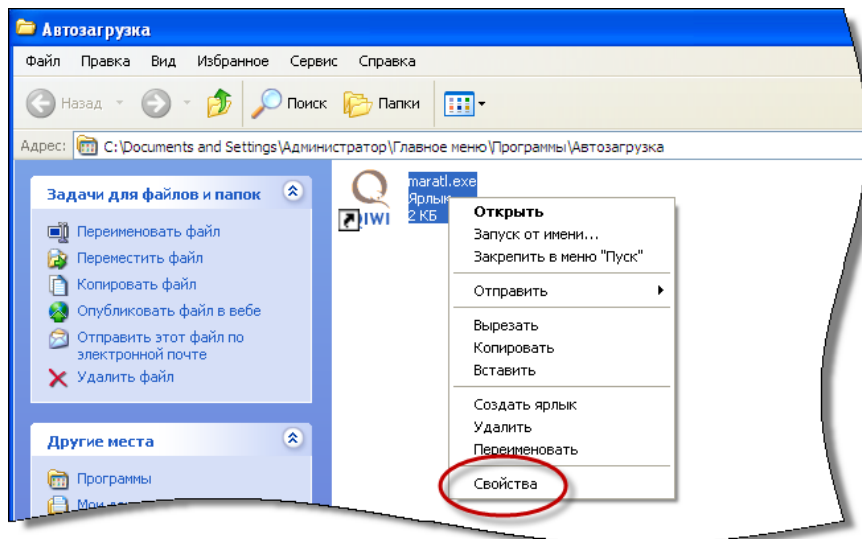 Автозагрузка
Файл Правка Вид Избранное Сервис Справка
Назад Поиск Папки
Адрес: C:\Documents and Settings\Администратор\Главное меню\Программы\Автозагрузка
Задачи для файлов и папок
Переименовать файл
Переместить файл
Копировать файл
Опубликовать файл в вебе
Отправить этот файл по
электронной почте
Удалить файл
Другие места
Программы
Мои
maratl.exe
Ярлык
2 КБ
QIWI
Открыть
Запуск от имени...
Закрепить в меню "Пуск"
Отправить
Вырезать
Копировать
Вставить
Создать ярлык
Удалить
Переименовать
Свойства